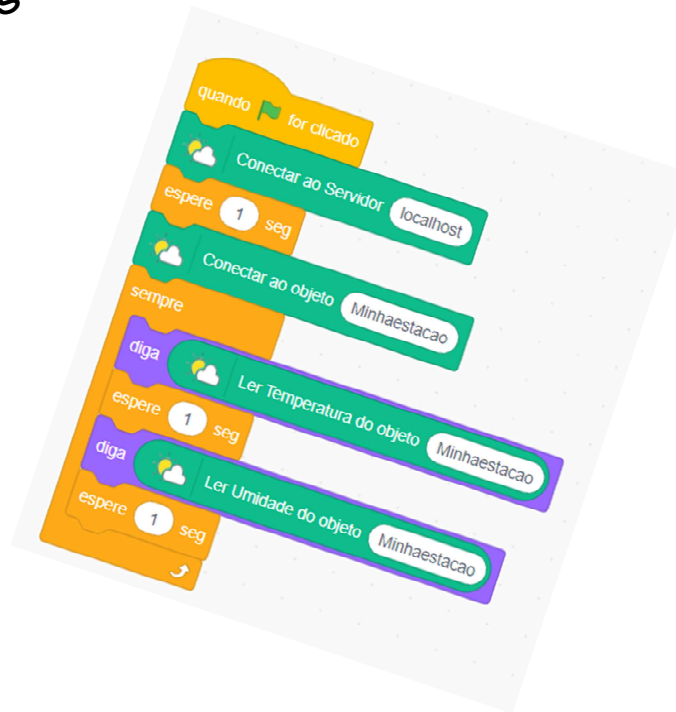 quando for clicado
Conectar ao Servidor localhost
espere 1 seg
Conectar ao objeto Minhaestacao
sempre
diga Ler Temperatura do objeto Minhaestacao
espere 1 seg
diga Ler Umidade do objeto Minhaestacao
espere 1 seg